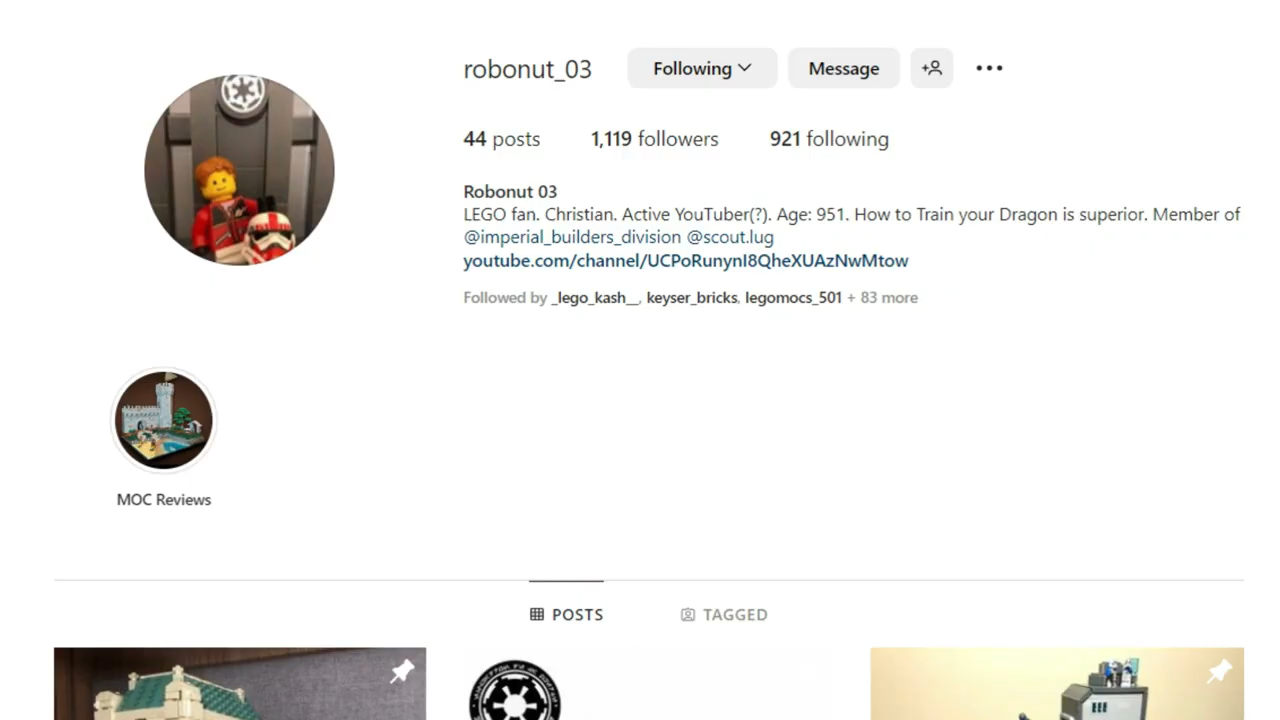 robonut_03
Following
Message
44 posts
1,119 followers
921 following
Robonut 03
LEGO fan. Christian. Active YouTuber(?). Age: 951. How to Train your Dragon is superior. Member of
@imperial_builders_division @scout.lug
youtube.com/channel/UCPoRunynI8QheXUAzNwMtow
Followed by _lego_kash__, keyser_bricks, legomocs_501 + 83 more
MOC Reviews
POSTS
TAGGED